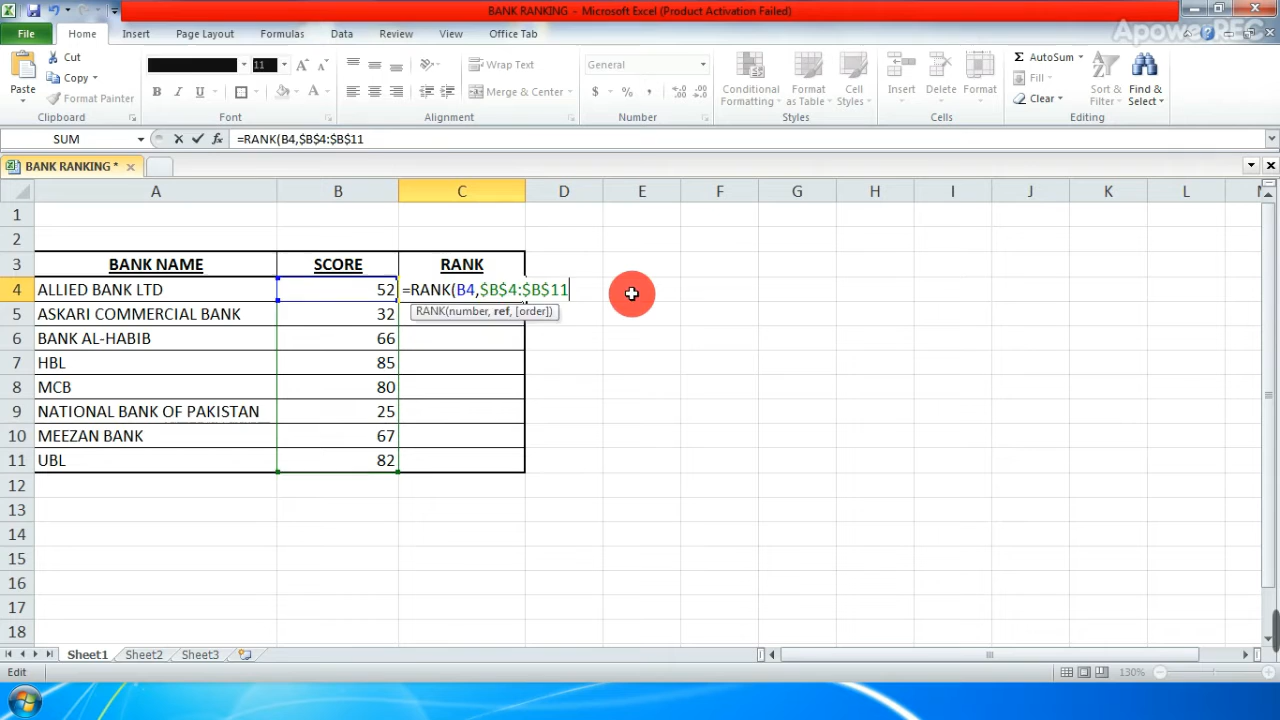 BANK RANKING - Microsoft Excel (Product Activation Failed)
ApowerREC
File Home Insert Page Layout Formulas Data Review View Office Tab
Paste
Cut
Copy
Format Painter
Clipboard
11
B I U
Font
Wrap Text
Merge & Center
Alignment
General
$ % ,
Number
Conditional Formatting
Format as Table
Cell Styles
Styles
Insert
Delete
Format
Cells
Σ AutoSum
Fill
Clear
Sort & Filter
Find & Select
Editing
SUM fx =RANK(B4,$B$4:$B$11
BANK RANKING *
A B C D E F G H I J K L
1
2
3 BANK NAME SCORE RANK
4 ALLIED BANK LTD 52 =RANK(B4,$B$4:$B$11
RANK(number, ref, [order])
5 ASKARI COMMERCIAL BANK 32
6 BANK AL-HABIB 66
7 HBL 85
8 MCB 80
9 NATIONAL BANK OF PAKISTAN 25
10 MEEZAN BANK 67
11 UBL 82
12
13
14
15
16
17
18
Sheet1 Sheet2 Sheet3
Edit 130%